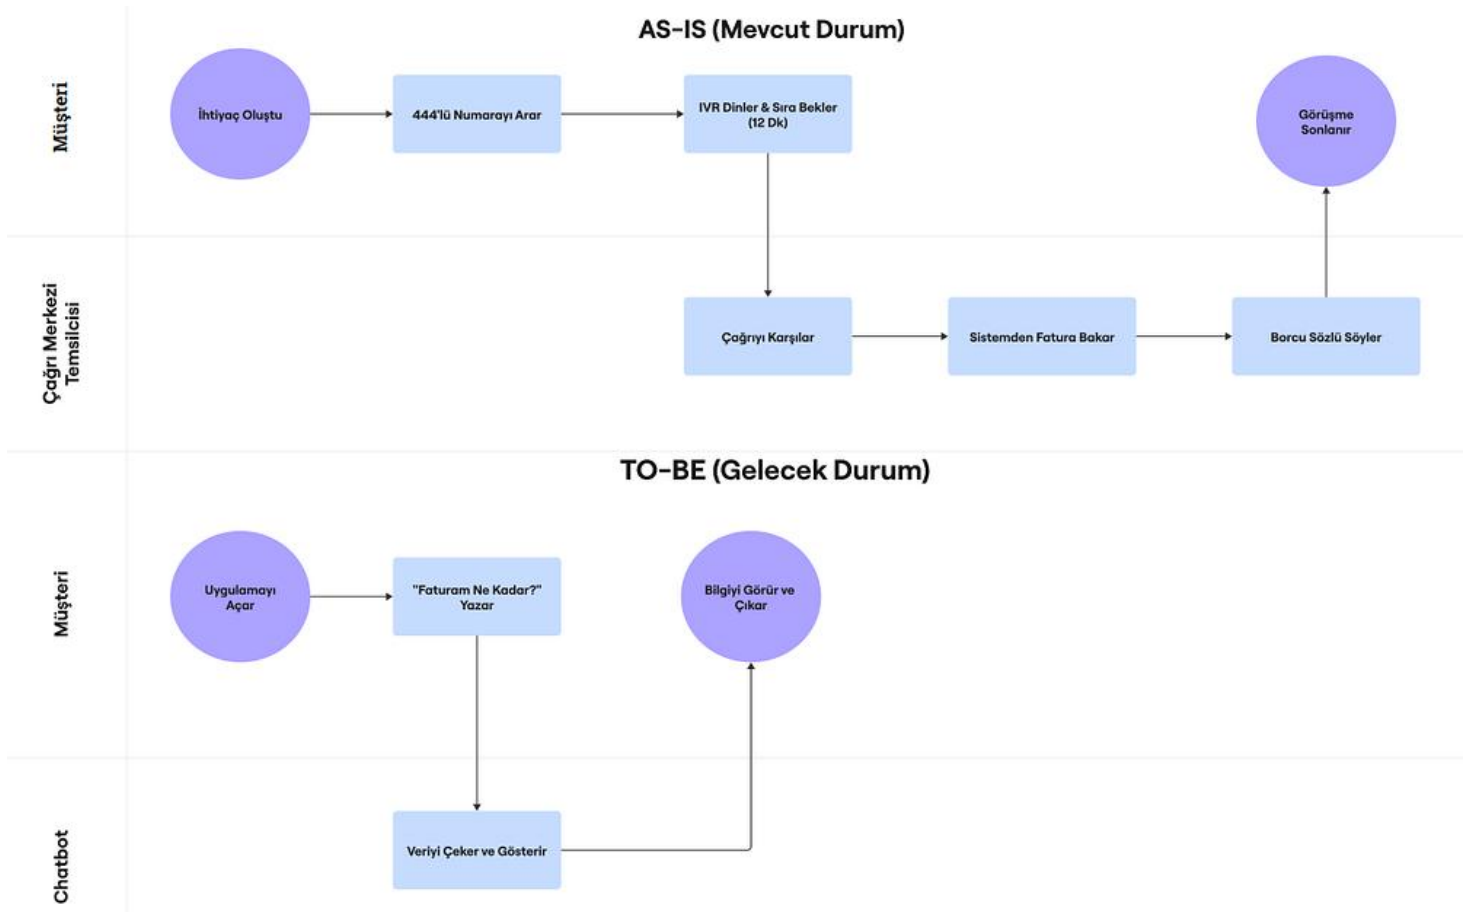 AS-IS (Mevcut Durum)
Müşteri
İhtiyaç Oluştu
444'lü Numarayı Arar
IVR Dinler & Sıra Bekler
(12 Dk)
Görüşme
Sonlanır
Çağrı Merkezi
Temsilcisi
Çağrıyı Karşılar
Sistemden Fatura Bakar
Borcu Sözlü Söyler
TO-BE (Gelecek Durum)
Müşteri
Uygulamayı
Açar
"Faturam Ne Kadar?"
Yazar
Bilgiyi Görür ve
Çıkar
Chatbot
Veriyi Çeker ve Gösterir